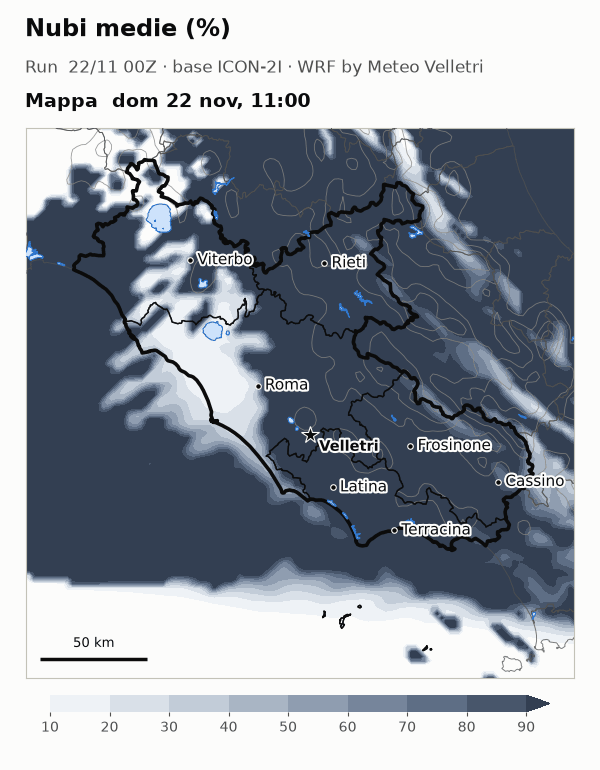 Nubi medie (%)
Run  22/11 00Z · base ICON-2I · WRF by Meteo Velletri
Mappa  dom 22 nov, 11:00
Viterbo
Rieti
Roma
Velletri
Frosinone
Latina
Cassino
Terracina
50 km
10 20 30 40 50 60 70 80 90